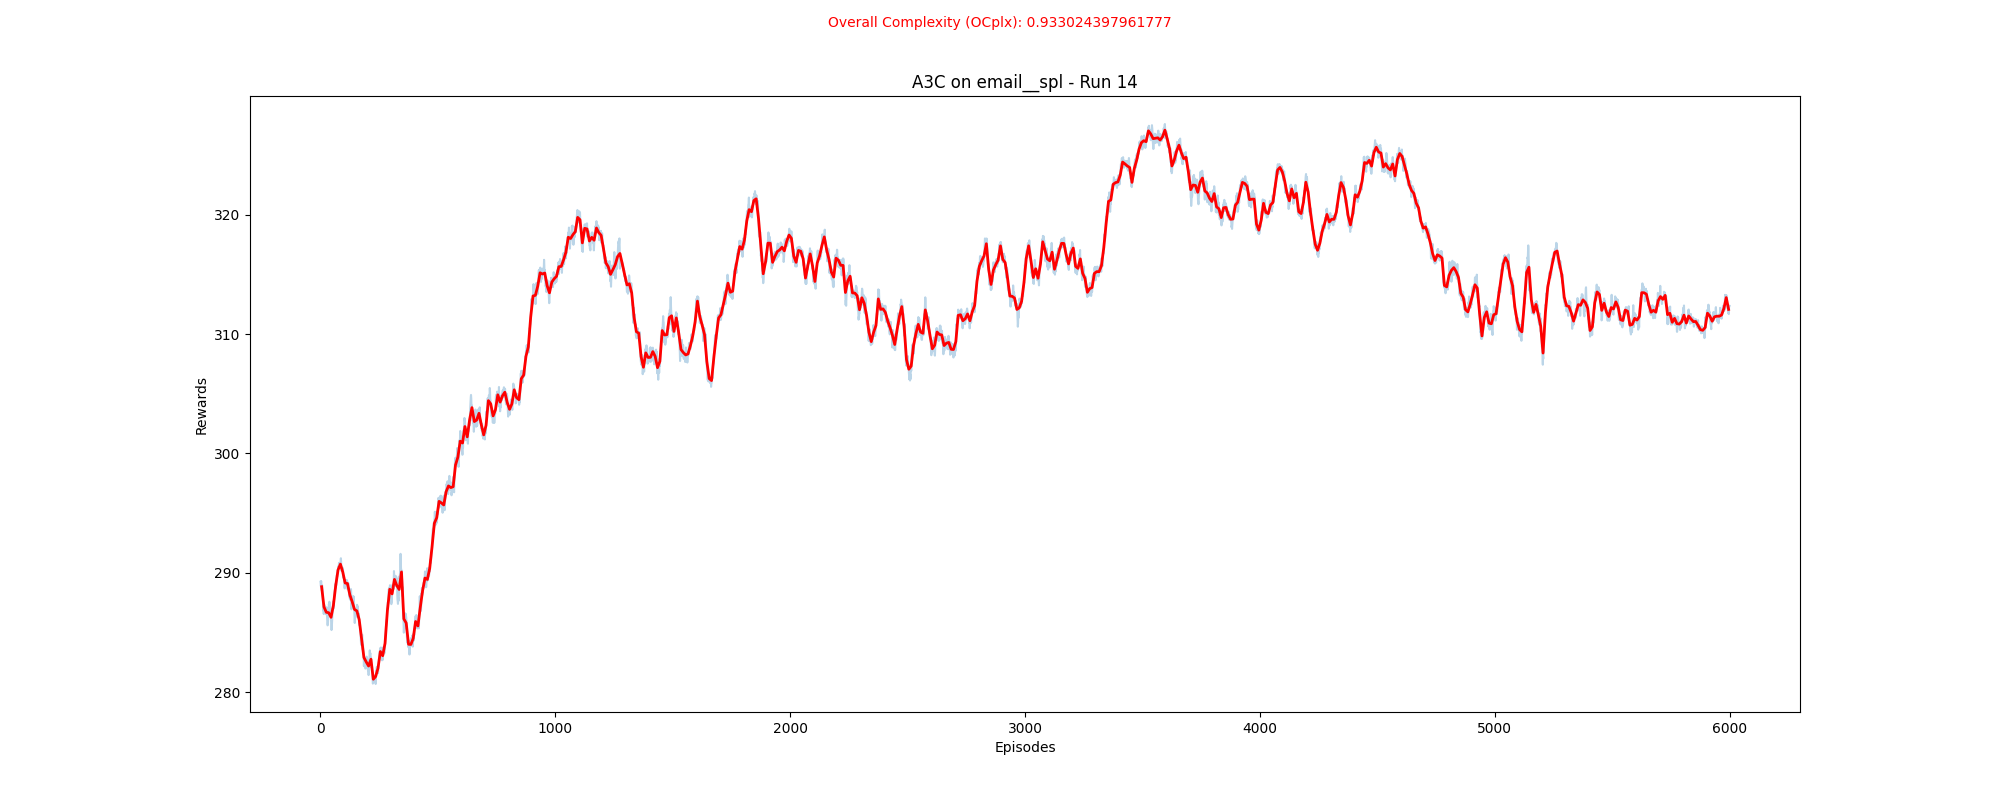 Overall Complexity (OCplx): 0.933024397961777
A3C on email__spl - Run 14
Rewards
320
310
300
290
280
0 1000 2000 3000 4000 5000 6000
Episodes